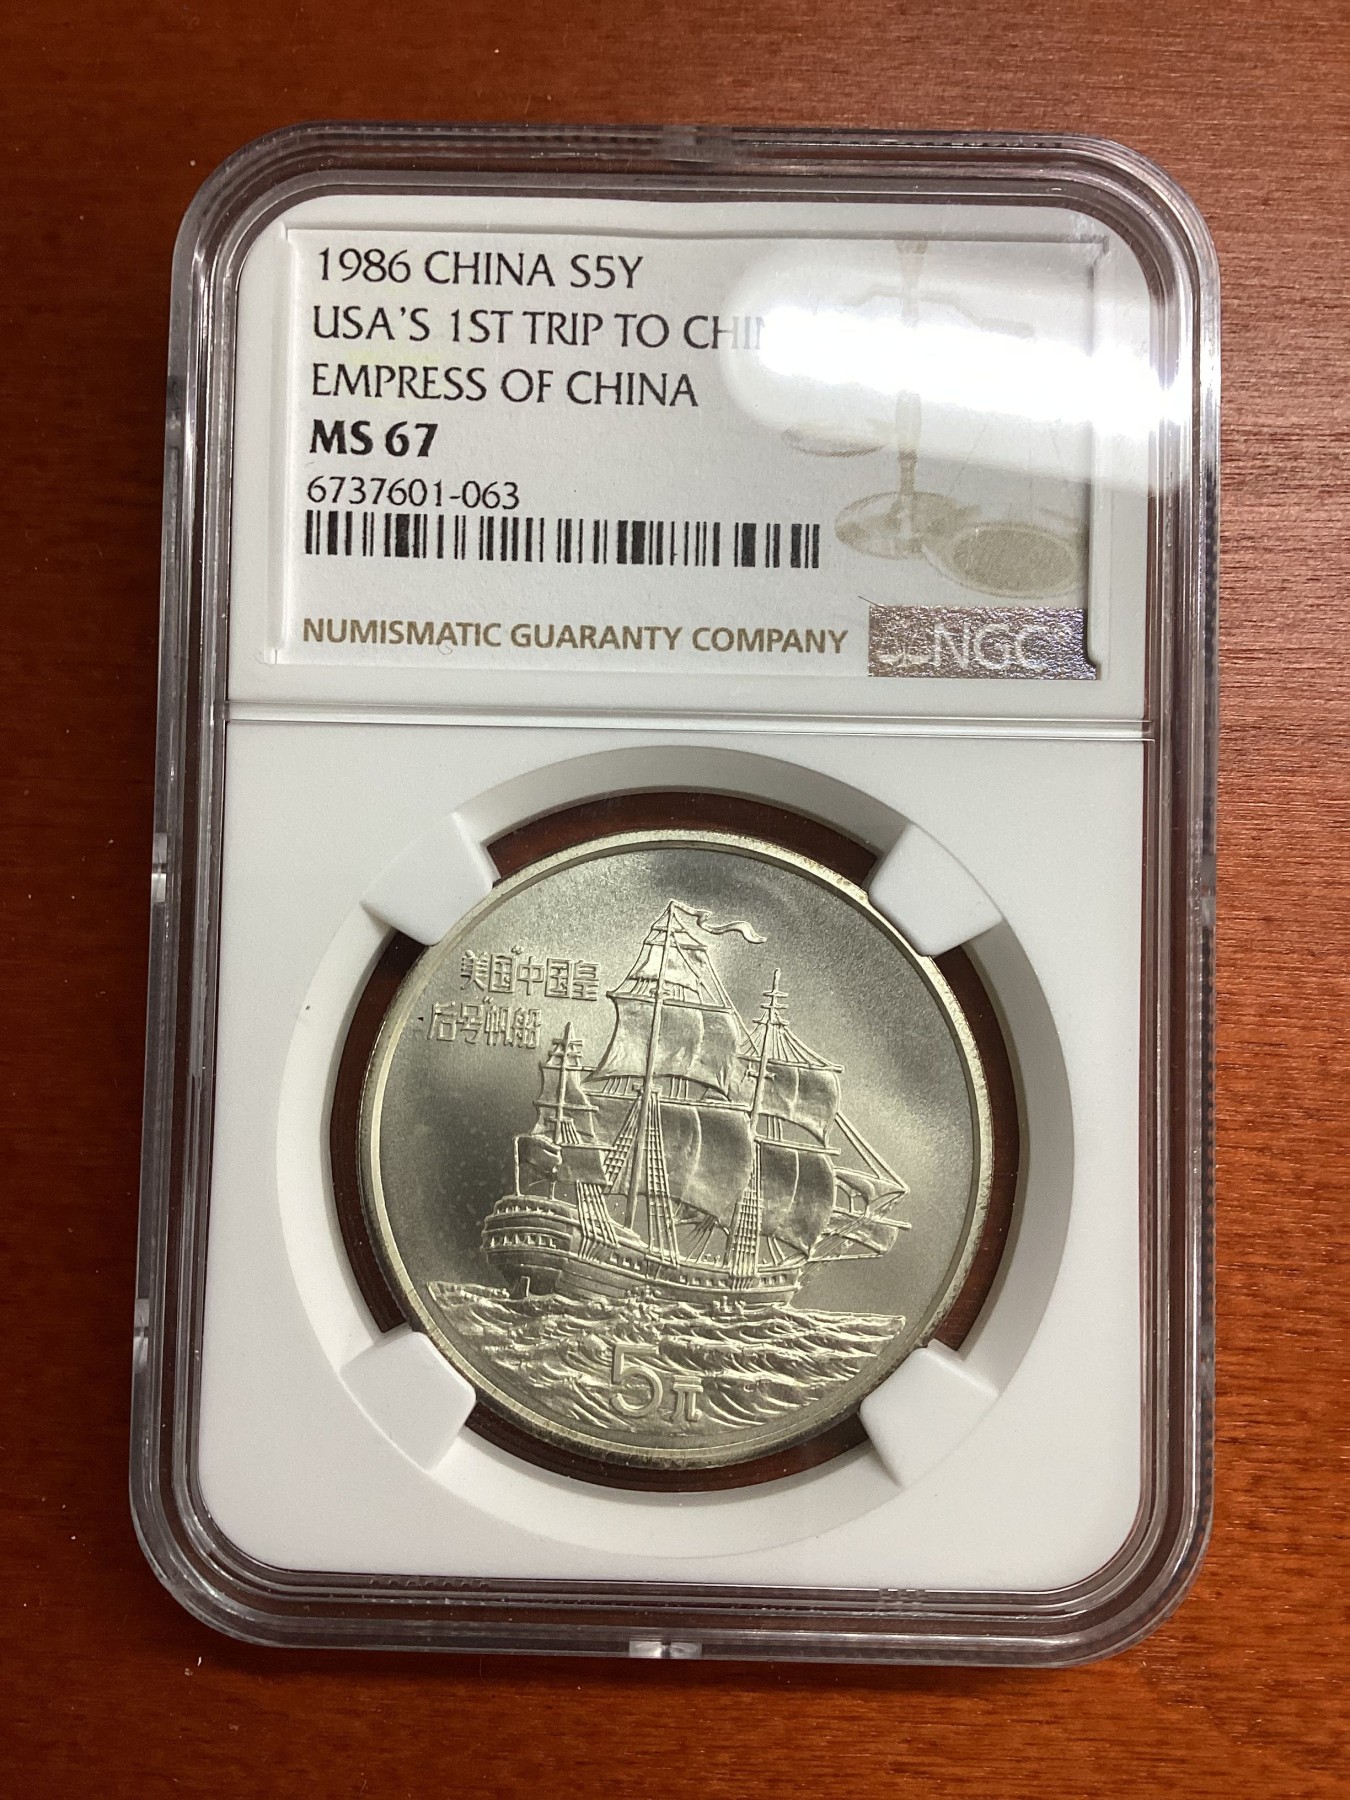 1986 CHINA S5Y
USA'S 1ST TRIP TO
EMPRESS OF CHINA
MS 67
6737601-063
NUMISMATIC GUARANTY COMPANY
NGC
美国"中国皇
后号"帆船
5元